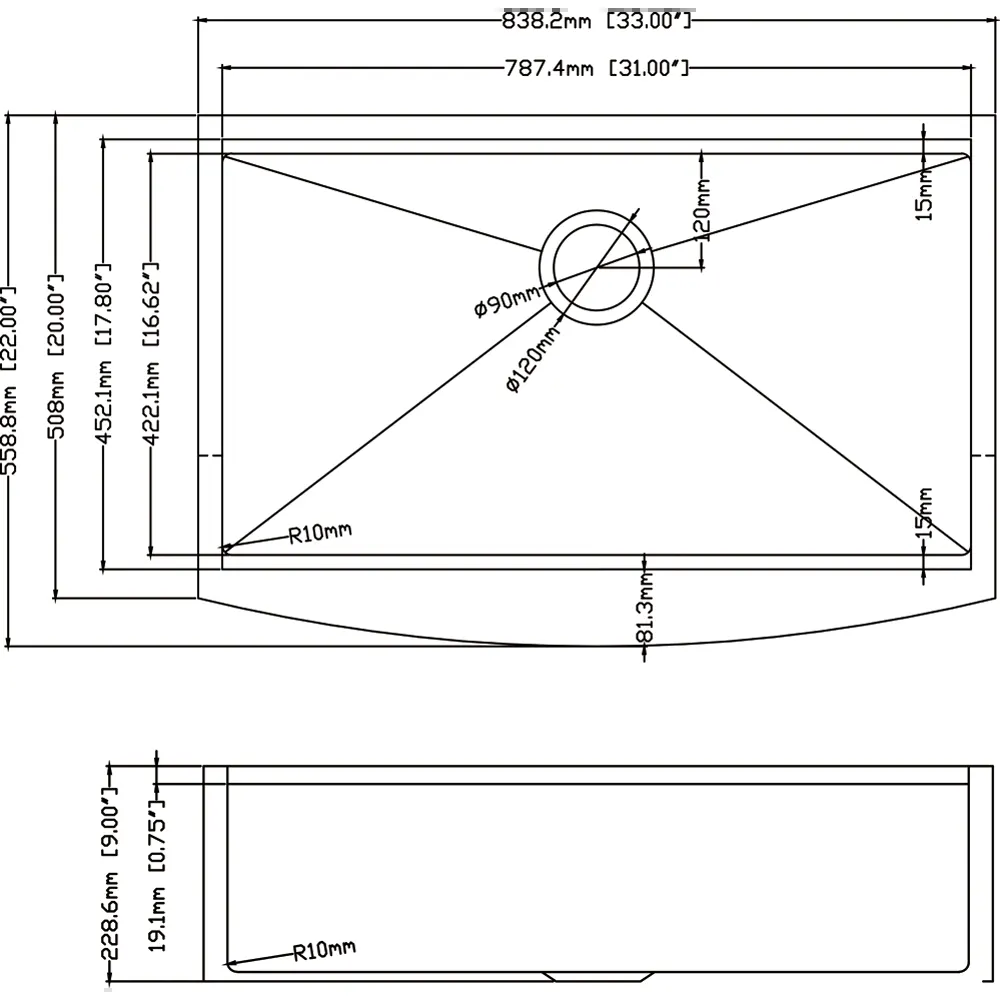 838.2mm [33.00"]
787.4mm [31.00"]
558.8mm [22.00"]
508mm [20.00"]
452.1mm [17.80"]
422.1mm [16.62"]
120mm
15mm
ø90mm
ø120mm
R10mm
15mm
81.3mm
228.6mm [9.00"]
19.1mm [0.75"]
R10mm